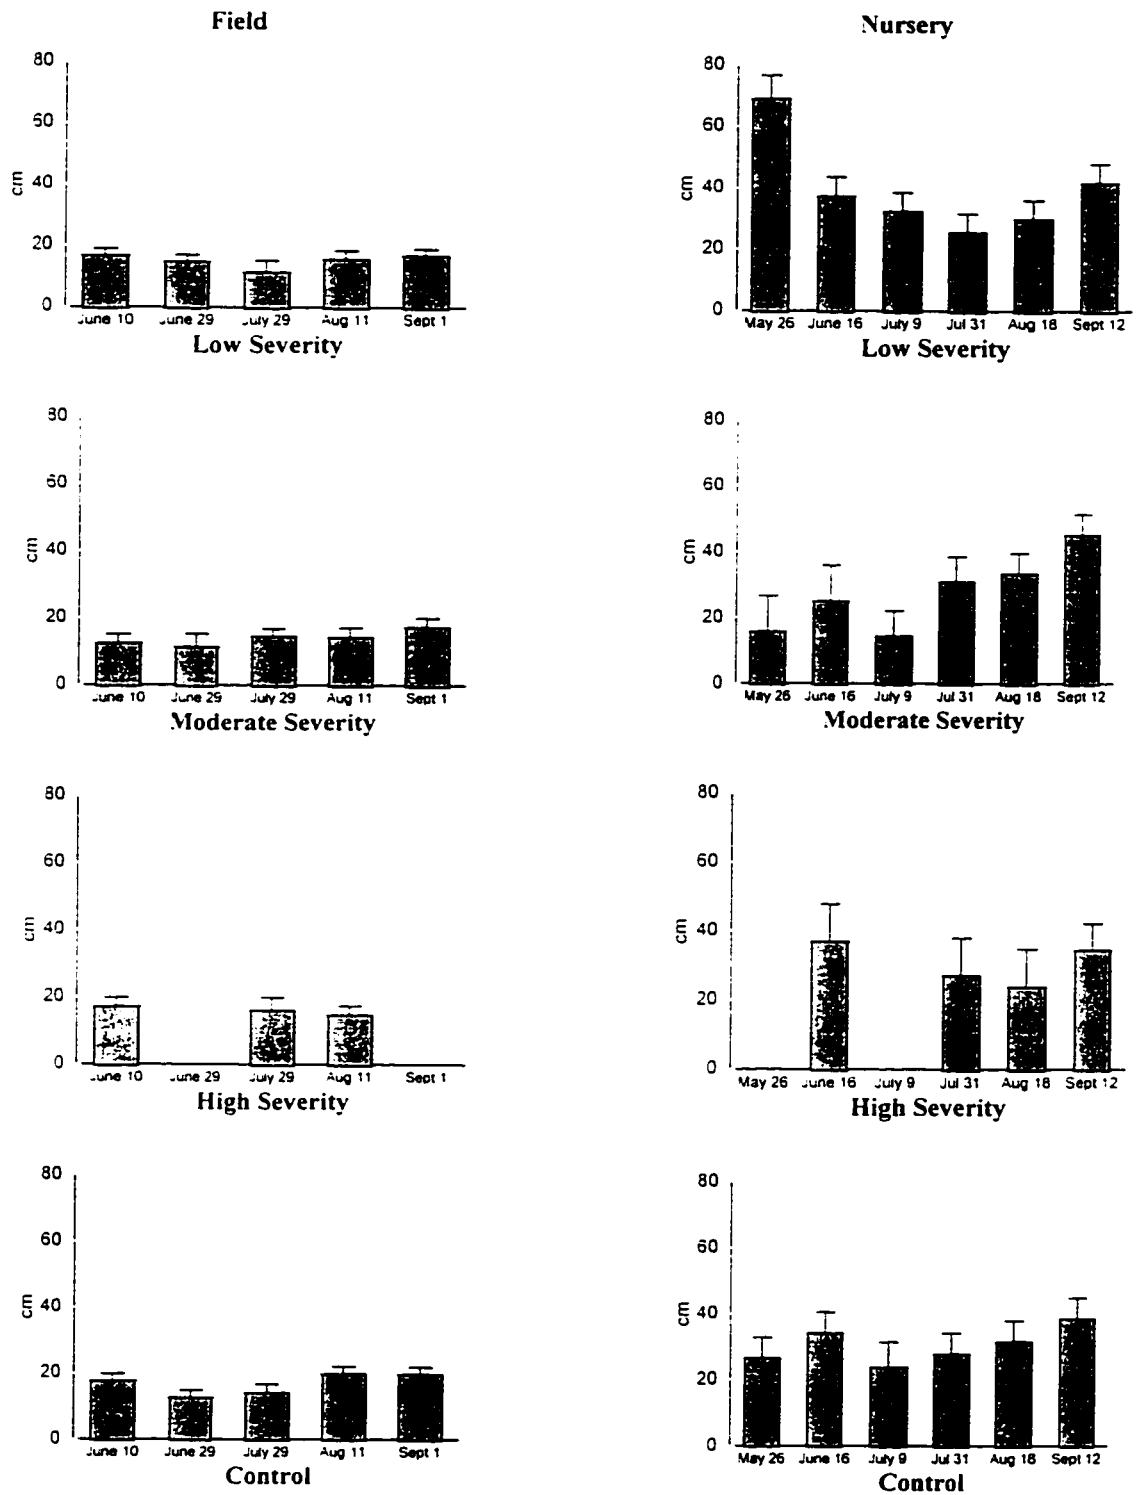 Field
80
60
cm
40
20
0
June 10 June 29 July 29 Aug 11 Sept 1
Low Severity
Nursery
80
60
cm
40
20
0
May 26 June 16 July 9 Jul 31 Aug 18 Sept 12
Low Severity
80
60
cm
40
20
0
June 10 June 29 July 29 Aug 11 Sept 1
Moderate Severity
80
60
cm
40
20
0
May 26 June 16 July 9 Jul 31 Aug 18 Sept 12
Moderate Severity
80
60
cm
40
20
0
June 10 June 29 July 29 Aug 11 Sept 1
High Severity
80
60
cm
40
20
0
May 26 June 16 July 9 Jul 31 Aug 18 Sept 12
High Severity
80
60
cm
40
20
0
June 10 June 29 July 29 Aug 11 Sept 1
Control
80
60
cm
40
20
0
May 26 June 16 July 9 Jul 31 Aug 18 Sept 12
Control